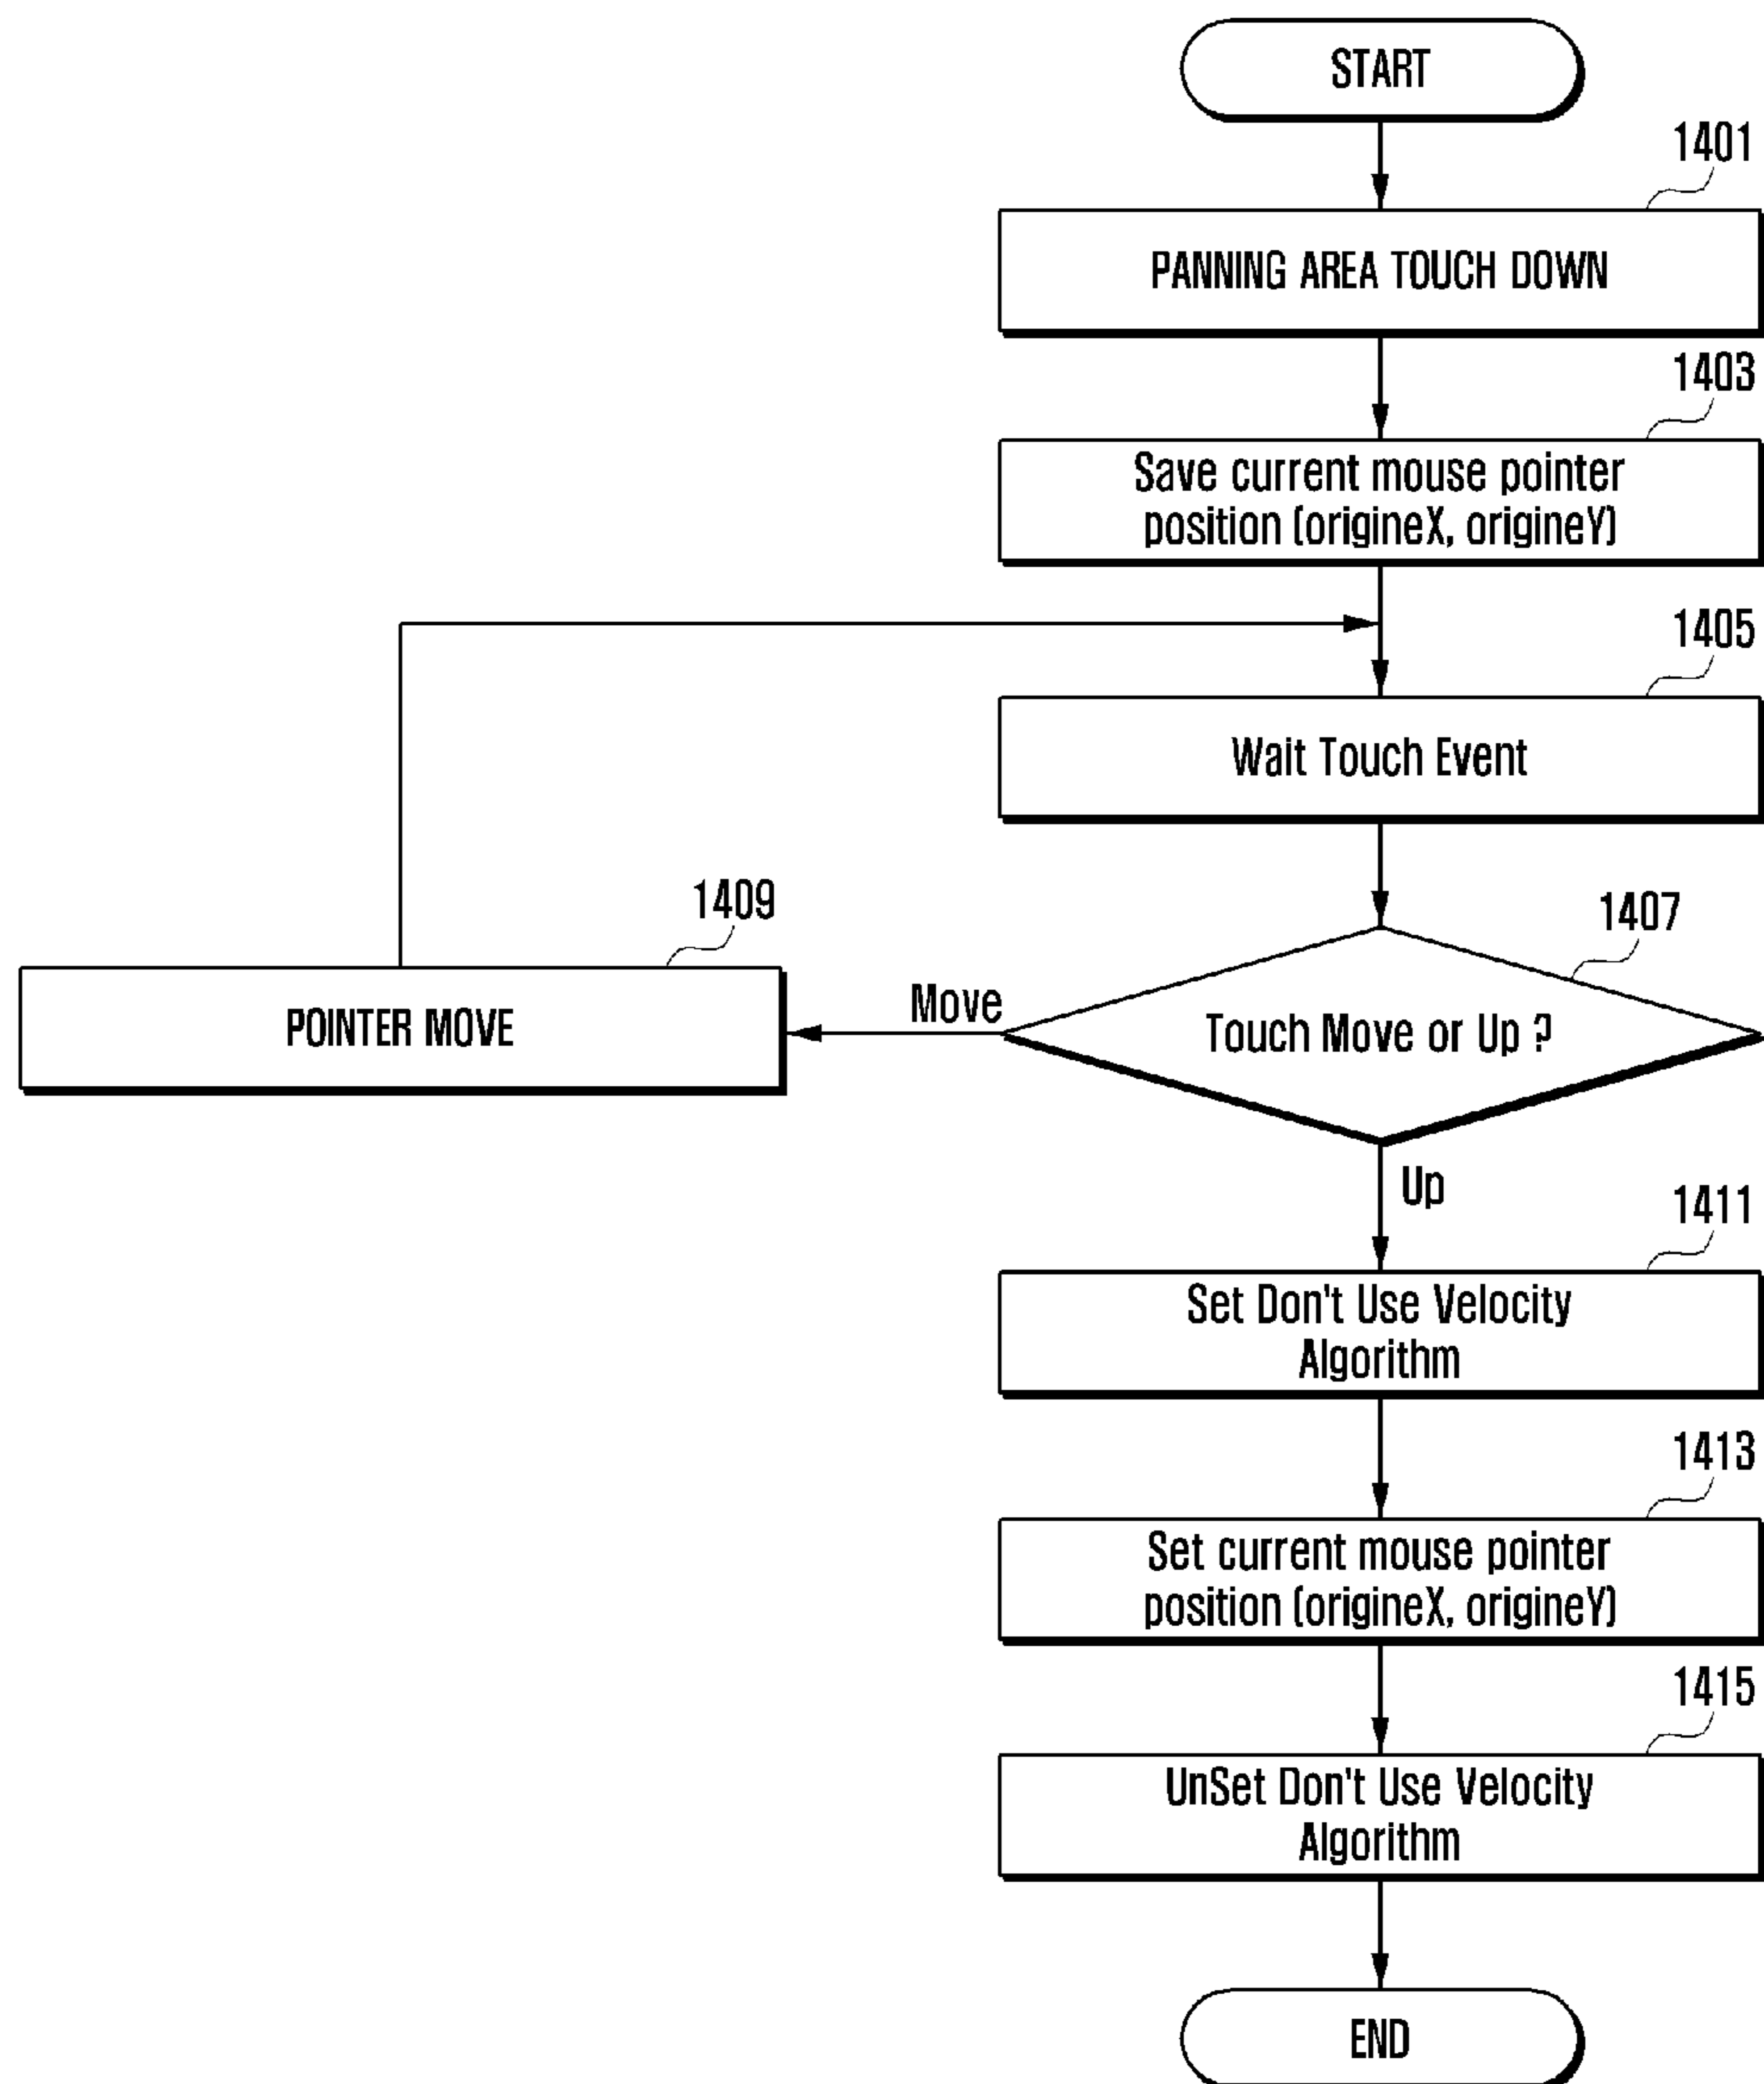 START
1401
PANNING AREA TOUCH DOWN
1403
Save current mouse pointer
position (origineX, origineY)
1405
Wait Touch Event
1409
1407
POINTER MOVE
Move
Touch Move or Up ?
Up
1411
Set Don't Use Velocity
Algorithm
1413
Set current mouse pointer
position (origineX, origineY)
1415
UnSet Don't Use Velocity
Algorithm
END